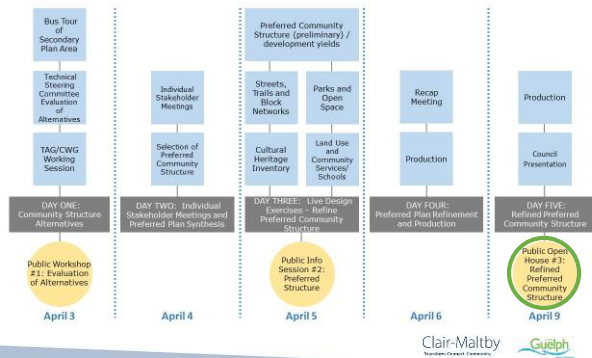 Bus Tour
of
Secondary
Plan Area
Technical
Steering
Committee
Evaluation
of
Alternatives
TAG/CWG
Working
Session
DAY ONE:
Community Structure
Alternatives
Public Workshop
#1: Evaluation
of Alternatives
April 3
Individual
Stakeholder
Meetings
Selection of
Preferred
Community
Structure
DAY TWO: Individual
Stakeholder Meetings and
Preferred Plan Synthesis
April 4
Preferred Community
Structure (preliminary) /
development yields
Streets,
Trails and
Block
Networks
Parks and
Open
Space
Cultural
Heritage
Inventory
Land Use
and
Community
Services/
Schools
DAY THREE: Live Design
Exercises - Refine
Preferred Community
Structure
Public Info
Session #2:
Preferred
Structure
April 5
Recap
Meeting
Production
DAY FOUR:
Preferred Plan Refinement
and Production
April 6
Production
Council
Presentation
DAY FIVE:
Refined Preferred
Community Structure
Public Open
House #3:
Refined
Preferred
Community
Structure
April 9
Clair-Maltby
Transform. Connect. Community.
Guelph